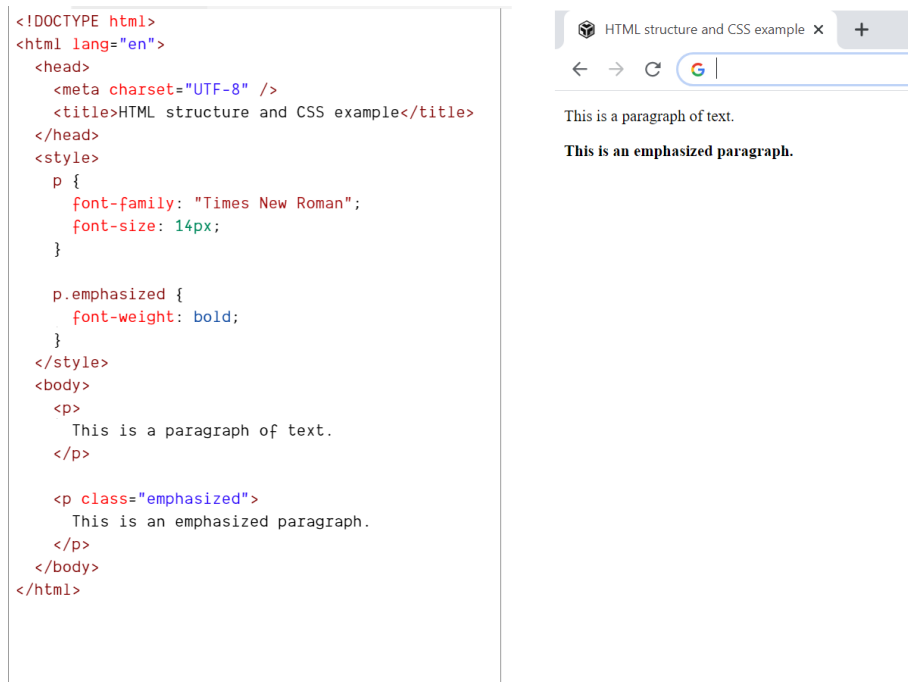 <!DOCTYPE html>
<html lang="en">
  <head>
    <meta charset="UTF-8" />
    <title>HTML structure and CSS example</title>
  </head>
  <style>
    p {
      font-family: "Times New Roman";
      font-size: 14px;
    }

    p.emphasized {
      font-weight: bold;
    }
  </style>
  <body>
    <p>
      This is a paragraph of text.
    </p>

    <p class="emphasized">
      This is an emphasized paragraph.
    </p>
  </body>
</html>
HTML structure and CSS example
This is a paragraph of text.
This is an emphasized paragraph.